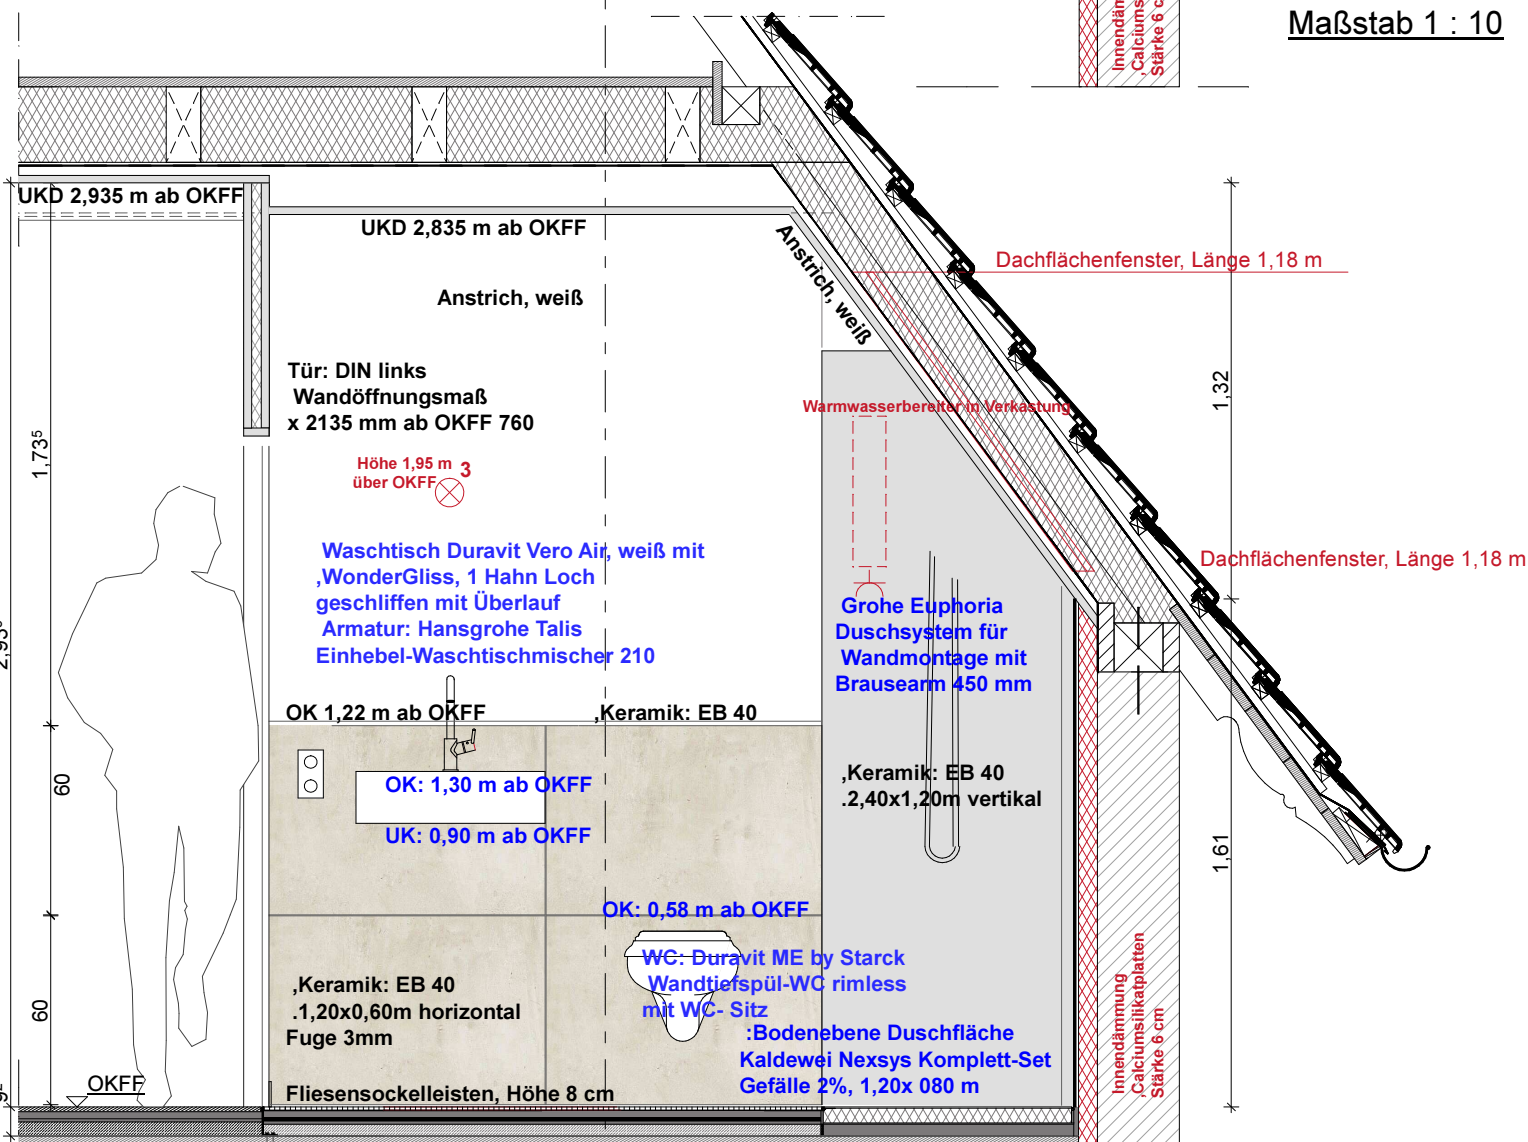 Maßstab 1 : 10
Stärke 6 c
UKD 2,935 m ab OKFF
UKD 2,835 m ab OKFF
Anstrich, weiß
Anstrich, weiß
Dachflächenfenster, Länge 1,18 m
Tür: DIN links
Wandöffnungsmaß
x 2135 mm ab OKFF 760
1,32
Warmwasserbereiter in Verkastung
1,73⁵
Höhe 1,95 m
über OKFF
3
Waschtisch Duravit Vero Air, weiß mit
,WonderGliss, 1 Hahn Loch
geschliffen mit Überlauf
Armatur: Hansgrohe Talis
Einhebel-Waschtischmischer 210
Dachflächenfenster, Länge 1,18 m
Grohe Euphoria
Duschsystem für
Wandmontage mit
Brausearm 450 mm
OK 1,22 m ab OKFF
,Keramik: EB 40
60
OK: 1,30 m ab OKFF
UK: 0,90 m ab OKFF
,Keramik: EB 40
.2,40x1,20m vertikal
1,61
OK: 0,58 m ab OKFF
WC: Duravit ME by Starck
Wandtiefspül-WC rimless
mit WC- Sitz
,Keramik: EB 40
.1,20x0,60m horizontal
Fuge 3mm
60
:Bodenebene Duschfläche
Kaldewei Nexsys Komplett-Set
Gefälle 2%, 1,20x 080 m
Innendämmung
,Calciumsilikatplatten
Stärke 6 cm
OKFF
Fliesensockelleisten, Höhe 8 cm